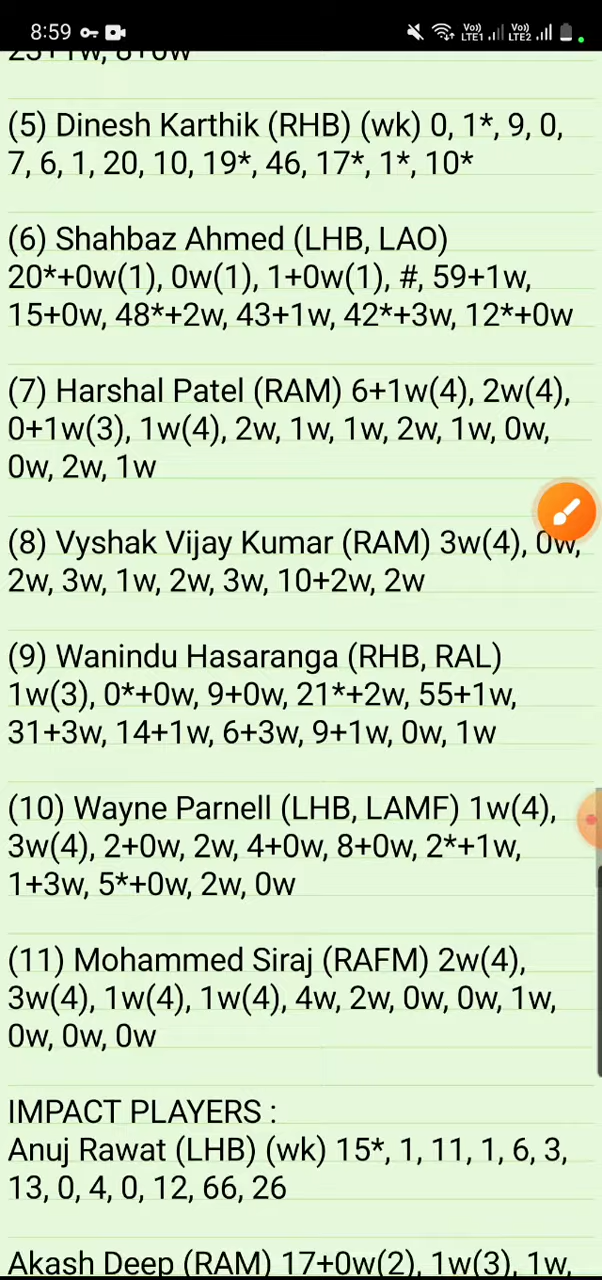 8:59
Vo)) LTE1 Vo)) LTE2
(5) Dinesh Karthik (RHB) (wk) 0, 1*, 9, 0,
7, 6, 1, 20, 10, 19*, 46, 17*, 1*, 10*
(6) Shahbaz Ahmed (LHB, LAO)
20*+0w(1), 0w(1), 1+0w(1), #, 59+1w,
15+0w, 48*+2w, 43+1w, 42*+3w, 12*+0w
(7) Harshal Patel (RAM) 6+1w(4), 2w(4),
0+1w(3), 1w(4), 2w, 1w, 1w, 2w, 1w, 0w,
0w, 2w, 1w
(8) Vyshak Vijay Kumar (RAM) 3w(4), 0w,
2w, 3w, 1w, 2w, 3w, 10+2w, 2w
(9) Wanindu Hasaranga (RHB, RAL)
1w(3), 0*+0w, 9+0w, 21*+2w, 55+1w,
31+3w, 14+1w, 6+3w, 9+1w, 0w, 1w
(10) Wayne Parnell (LHB, LAMF) 1w(4),
3w(4), 2+0w, 2w, 4+0w, 8+0w, 2*+1w,
1+3w, 5*+0w, 2w, 0w
(11) Mohammed Siraj (RAFM) 2w(4),
3w(4), 1w(4), 1w(4), 4w, 2w, 0w, 0w, 1w,
0w, 0w, 0w
IMPACT PLAYERS :
Anuj Rawat (LHB) (wk) 15*, 1, 11, 1, 6, 3,
13, 0, 4, 0, 12, 66, 26
Akash Deep (RAM) 17+0w(2), 1w(3), 1w,